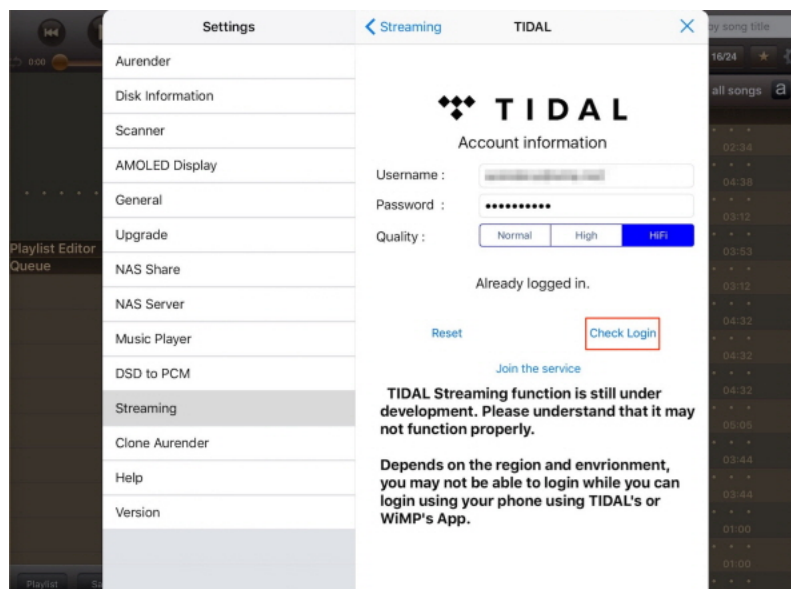 Settings
Streaming
TIDAL
by song title
0:00
16/24
all songs
a
Aurender
Disk Information
Scanner
AMOLED Display
General
Upgrade
NAS Share
NAS Server
Music Player
DSD to PCM
Streaming
Clone Aurender
Help
Version
TIDAL
Account information
Username :
Password :
Quality :
Normal
High
HiFi
Already logged in.
Reset
Check Login
Join the service
TIDAL Streaming function is still under
development. Please understand that it may
not function properly.
Depends on the region and envrionment,
you may not be able to login while you can
login using your phone using TIDAL's or
WiMP's App.
Playlist Editor
Queue
Playlist
02:34
04:38
03:12
03:53
03:12
04:32
04:32
04:32
05:05
03:44
03:44
01:00
01:00